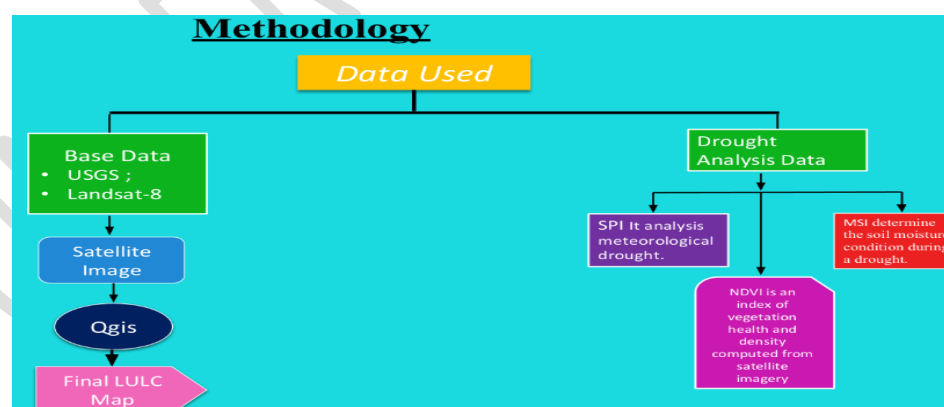 Methodology
Data Used
Base Data
• USGS ;
• Landsat-8
Satellite
Image
Qgis
Final LULC
Map
Drought
Analysis Data
SPI It analysis
meteorological
drought.
NDVI is an
index of
vegetation
health and
density
computed from
satellite
imagery
MSI determine
the soil moisture
condition during
a drought.